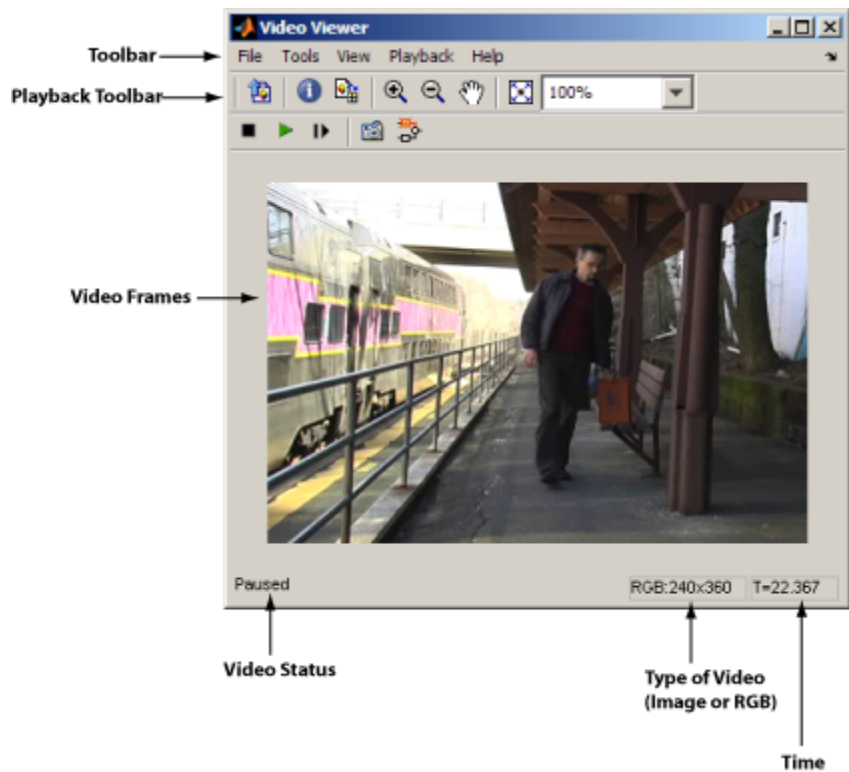 Video Viewer
Toolbar
File Tools View Playback Help
Playback Toolbar
100%
Video Frames
Paused
RGB:240x360
T=22.367
Video Status
Type of Video
(Image or RGB)
Time